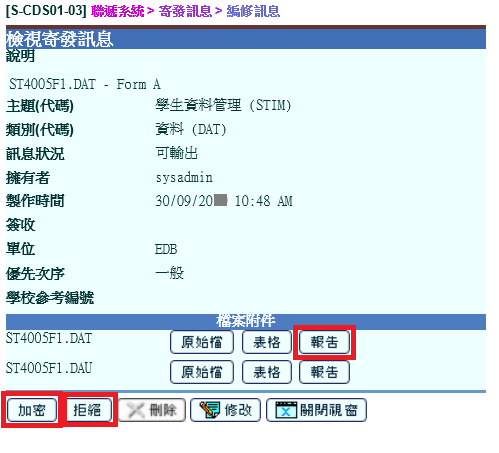 [S-CDS01-03] 聯遞系統 > 寄發訊息 > 編修訊息
檢視寄發訊息
說明
ST4005F1.DAT - Form A
主題(代碼) 學生資料管理 (STIM)
類別(代碼) 資料 (DAT)
訊息狀況 可輸出
擁有者 sysadmin
製作時間 30/09/20 10:48 AM
簽收
單位 EDB
優先次序 一般
學校參考編號
檔案附件
ST4005F1.DAT 原始檔 表格 報告
ST4005F1.DAU 原始檔 表格 報告
加密 拒絕 刪除 修改 關閉視窗